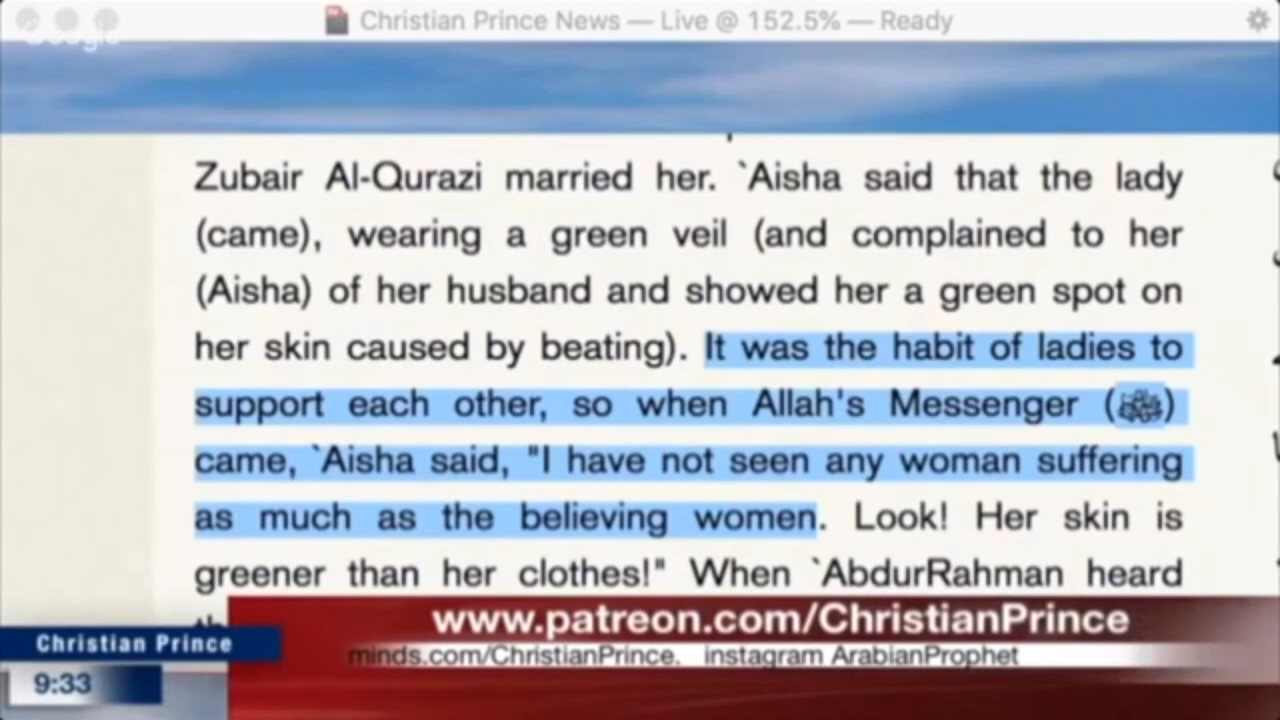 Christian Prince News — Live @ 152.5% — Ready
Google
Zubair Al-Qurazi married her. `Aisha said that the lady
(came), wearing a green veil (and complained to her
(Aisha) of her husband and showed her a green spot on
her skin caused by beating). It was the habit of ladies to
support each other, so when Allah's Messenger (ﷺ)
came, `Aisha said, "I have not seen any woman suffering
as much as the believing women. Look! Her skin is
greener than her clothes!" When `AbdurRahman heard
www.patreon.com/ChristianPrince
Christian Prince
minds.com/ChristianPrince. instagram ArabianProphet
9:33